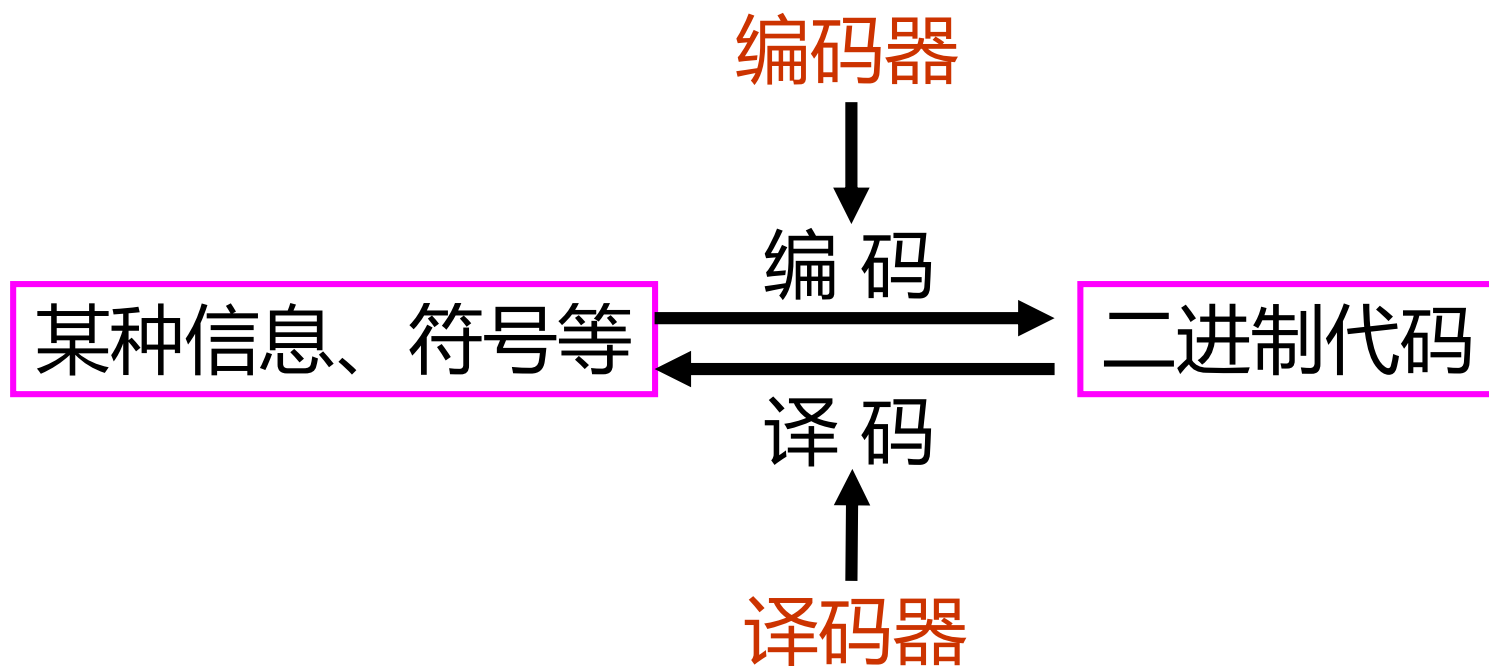 编码器
编 码
某种信息、符号等
二进制代码
译 码
译码器